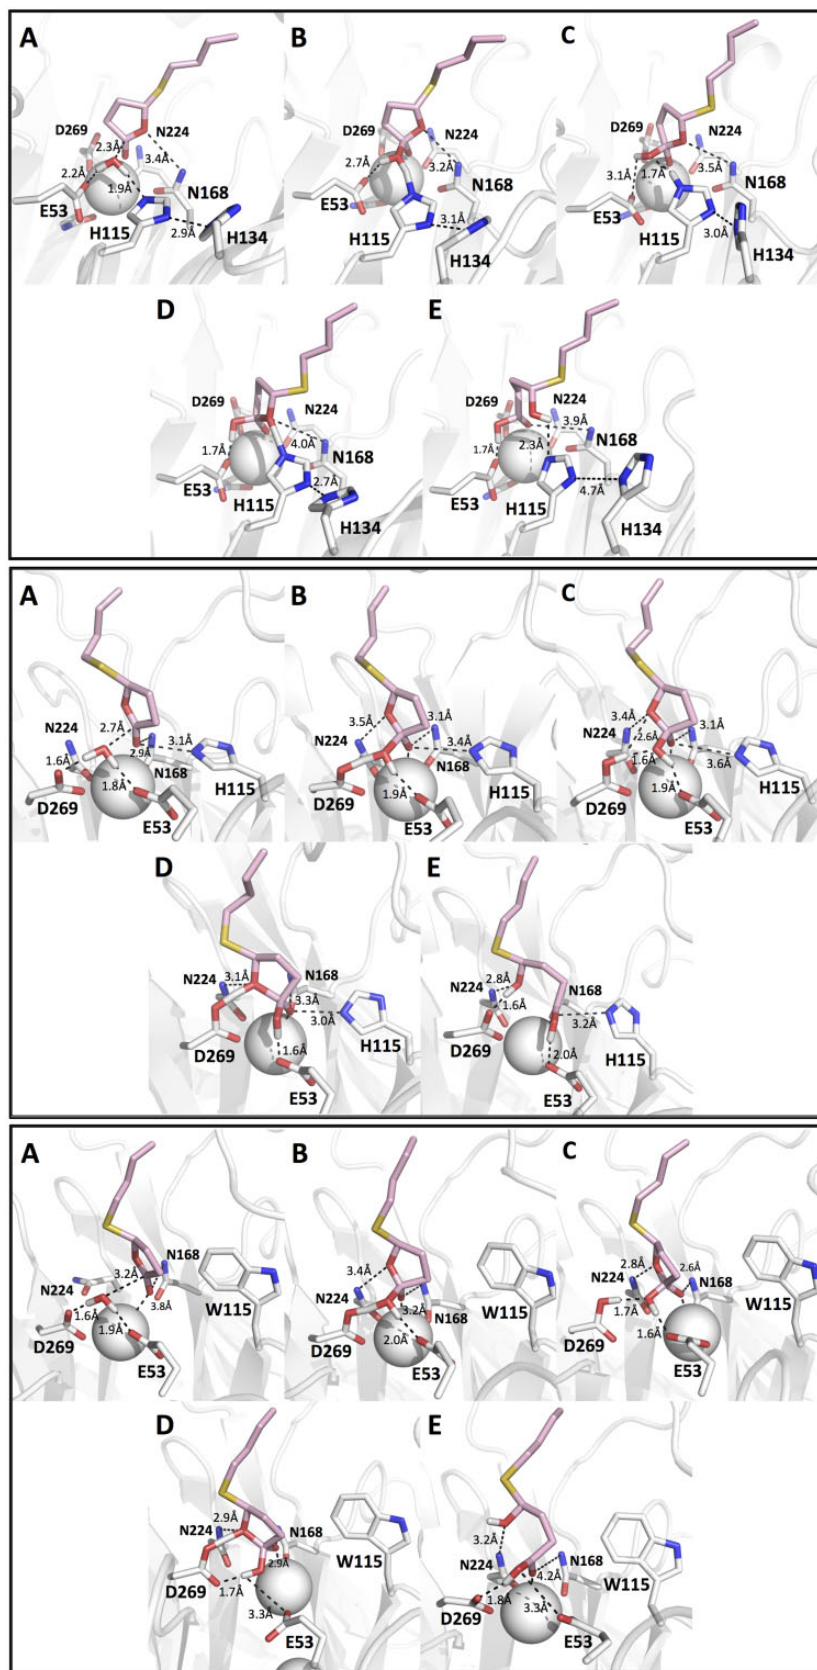 A
D269
N224
2.3Å
3.4Å
2.2Å
1.9Å
N168
E53
H115
2.9Å
H134
B
D269
N224
2.7Å
3.2Å
N168
E53
3.1Å
H115
H134
C
D269
N224
3.1Å
1.7Å
3.5Å
N168
E53
H115
3.0Å
H134
D
D269
N224
1.7Å
4.0Å
N168
E53
2.7Å
H115
H134
E
D269
N224
3.9Å
2.3Å
N168
1.7Å
E53
H115
4.7Å
H134
A
N224
2.7Å
3.1Å
2.9Å
1.6Å
N168
1.8Å
D269
H115
E53
B
3.5Å
3.1Å
N224
3.4Å
N168
1.9Å
D269
H115
E53
C
3.4Å
3.1Å
N224
2.6Å
1.6Å
3.6Å
N168
1.9Å
D269
H115
E53
D
3.1Å
N168
N224
3.3Å
3.0Å
D269
1.6Å
H115
E53
E
2.8Å
N168
N224
1.6Å
3.2Å
D269
2.0Å
H115
E53
A
N168
3.2Å
N224
3.8Å
1.6Å
W115
1.9Å
D269
E53
B
3.4Å
N224
3.2Å
W115
N168
2.0Å
D269
E53
C
2.8Å
2.6Å
N168
N224
1.7Å
W115
1.6Å
D269
E53
D
2.9Å
N224
N168
2.9Å
W115
D269
1.7Å
3.3Å
E53
E
3.2Å
N224
N168
4.2Å
W115
1.8Å
3.3Å
D269
E53